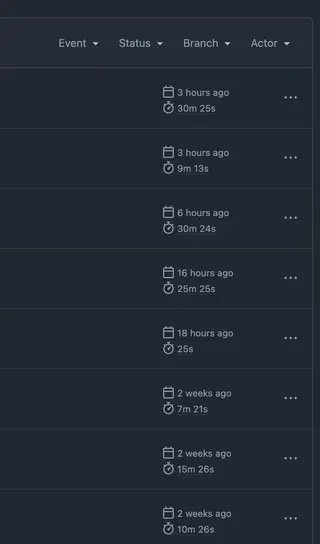 Event Status Branch Actor
3 hours ago
30m 25s
3 hours ago
9m 13s
6 hours ago
30m 24s
16 hours ago
25m 25s
18 hours ago
25s
2 weeks ago
7m 21s
2 weeks ago
15m 26s
2 weeks ago
10m 26s